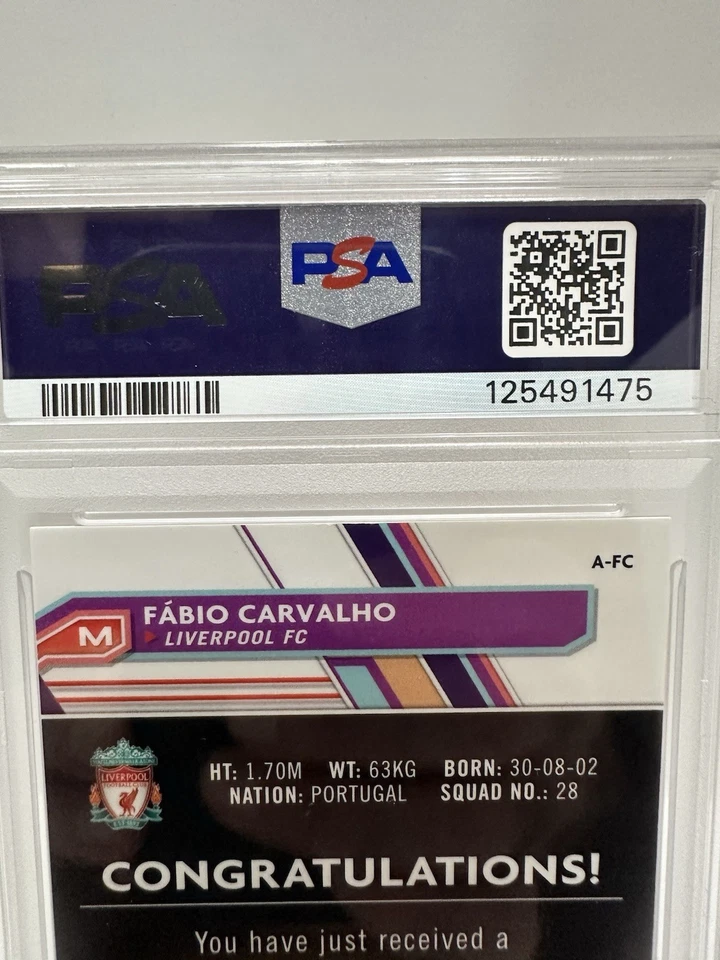 PSA
PSA
125491475
A-FC
M
FÁBIO CARVALHO
LIVERPOOL FC
LIVERPOOL
HT: 1.70M WT: 63KG BORN: 30-08-02
NATION: PORTUGAL SQUAD NO.: 28
CONGRATULATIONS!
You have just received a